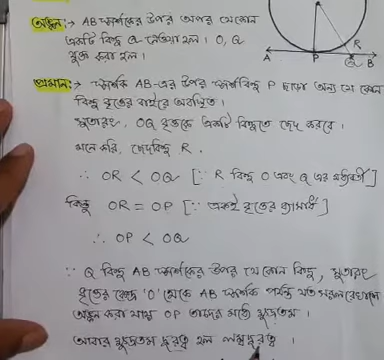 অঙ্কন :→ AB স্পর্শকের উপর অপর যেকোন
একটি বিন্দু Q নেওয়া হল। O, Q
যুক্ত করা হল।
A P Q B
R
প্রমাণ :→ স্পর্শক AB-এর উপর স্পর্শবিন্দু P ছাড়া অন্য যে কোন
বিন্দু বৃত্তের বাইরে অবস্থিত।
সুতরাং, OQ বৃত্তকে একটি বিন্দুতে ছেদ করবে।
মনে করি, ছেদবিন্দু R.
∴ OR < OQ [∵ R বিন্দু O এবং Q এর মধ্যবর্তী]
কিন্তু OR = OP [∵ একই বৃত্তের ব্যাসার্ধ]
∴ OP < OQ
∵ Q বিন্দু AB স্পর্শকের উপর যে কোন বিন্দু, সুতরাং
বৃত্তের কেন্দ্র 'O' থেকে AB স্পর্শক পর্যন্ত যত সরলরেখাংশ
অঙ্কন করা যায় OP তাদের মধ্যে ক্ষুদ্রতম।
আবার ক্ষুদ্রতম দূরত্ব হল লম্বদূরত্ব।